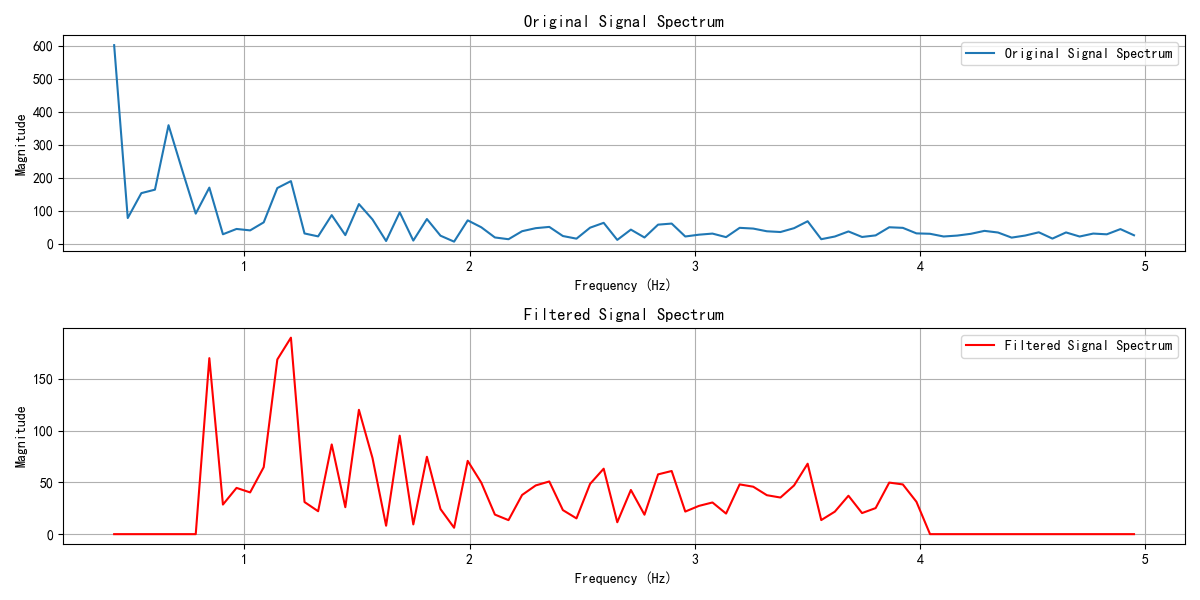 Original Signal Spectrum
600
500
400
300
200
100
0
Magnitude
Original Signal Spectrum
1 2 3 4 5
Frequency (Hz)
Filtered Signal Spectrum
150
100
50
0
Magnitude
Filtered Signal Spectrum
1 2 3 4 5
Frequency (Hz)